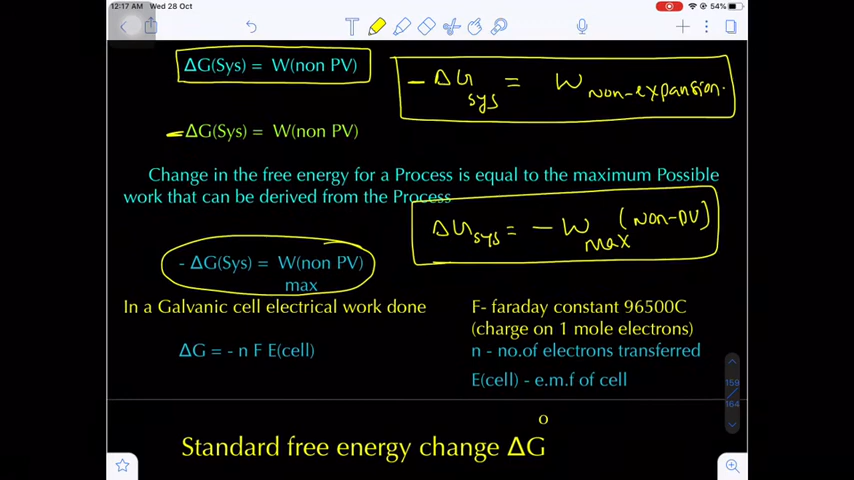 12:17 AM Wed 28 Oct
54%
ΔG(Sys) = W(non PV)
- ΔG sys = W non-expansion.
-ΔG(Sys) = W(non PV)
Change in the free energy for a Process is equal to the maximum Possible
work that can be derived from the Process
ΔG sys = - W max (non-PV)
- ΔG(Sys) = W(non PV)
max
In a Galvanic cell electrical work done
F- faraday constant 96500C
(charge on 1 mole electrons)
ΔG = - n F E(cell)
n - no.of electrons transferred
E(cell) - e.m.f of cell
159
164
Standard free energy change ΔG°